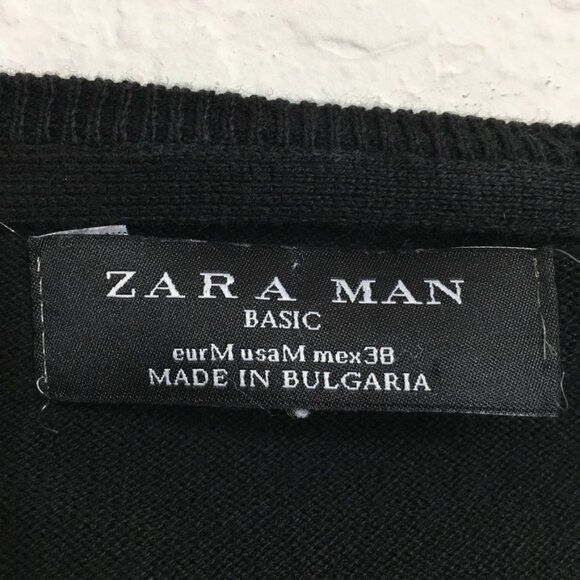 ZARA MAN
BASIC
eurM usaM mex38
MADE IN BULGARIA